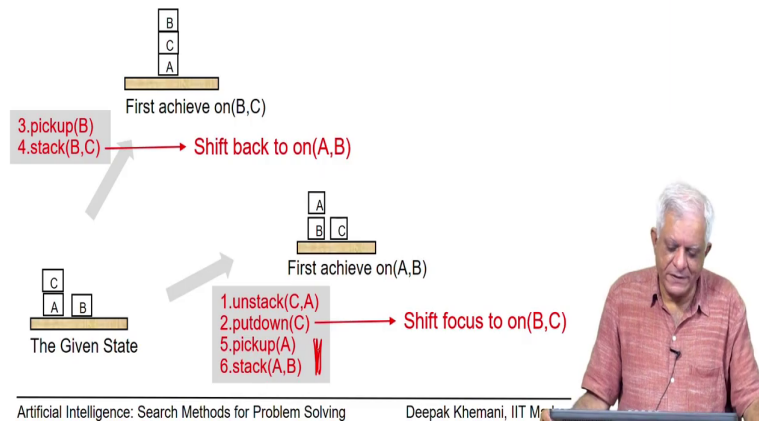 B
C
A
First achieve on(B,C)
3.pickup(B)
4.stack(B,C)
Shift back to on(A,B)
A
B C
First achieve on(A,B)
C
A B
The Given State
1.unstack(C,A)
2.putdown(C)
5.pickup(A)
6.stack(A,B)
Shift focus to on(B,C)
Artificial Intelligence: Search Methods for Problem Solving
Deepak Khemani, IIT